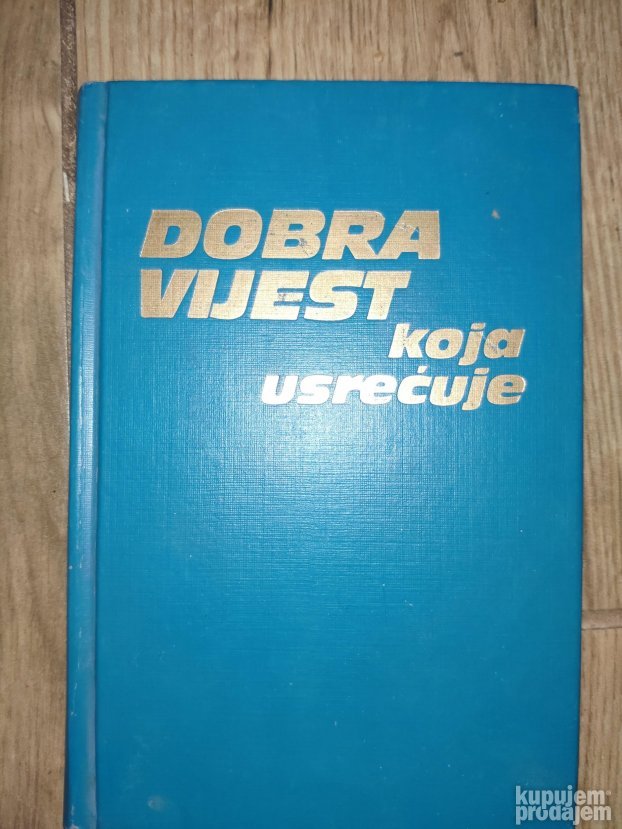 DOBRA
VIJEST
koja
usrećuje
kupujem
prodajem